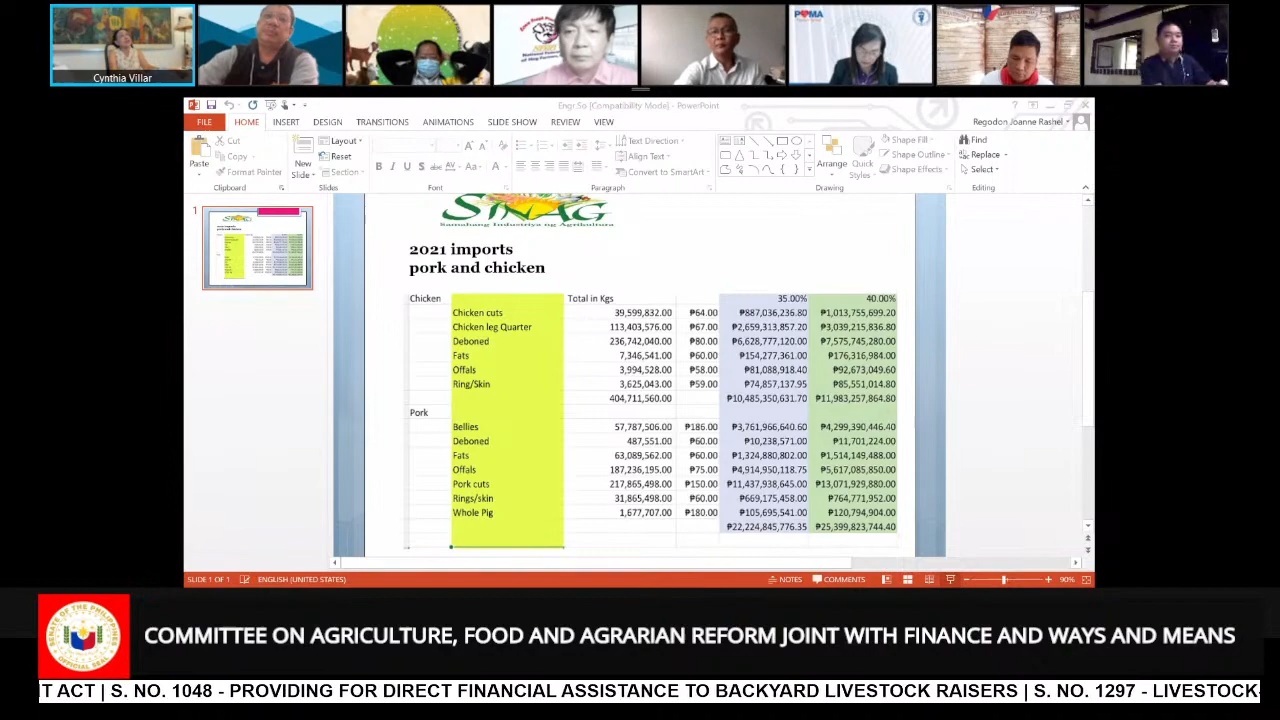 Cynthia Villar
PMA
Engr.So [Compatibility Mode] - PowerPoint
Regodon Joanne Rashel
FILE HOME INSERT DESIGN TRANSITIONS ANIMATIONS SLIDE SHOW REVIEW VIEW
Paste
Cut
Copy
Format Painter
Clipboard
New Slide
Layout
Reset
Section
Slides
B I U S abc AV Aa A
Font
Text Direction
Align Text
Convert to SmartArt
Paragraph
Arrange
Quick Styles
Shape Fill
Shape Outline
Shape Effects
Drawing
Find
Replace
Select
Editing
1
SINAG
Samahang Industriya ng Agrikultura
2021 imports
pork and chicken
Chicken Total in Kgs 35.00% 40.00%
Chicken cuts 39,599,832.00 ₱64.00 ₱887,036,236.80 ₱1,013,755,699.20
Chicken leg Quarter 113,403,576.00 ₱67.00 ₱2,659,313,857.20 ₱3,039,215,836.80
Deboned 236,742,040.00 ₱80.00 ₱6,628,777,120.00 ₱7,575,745,280.00
Fats 7,346,541.00 ₱60.00 ₱154,277,361.00 ₱176,316,984.00
Offals 3,994,528.00 ₱58.00 ₱81,088,918.40 ₱92,673,049.60
Ring/Skin 3,625,043.00 ₱59.00 ₱74,857,137.95 ₱85,551,014.80
404,711,560.00 ₱10,485,350,631.70 ₱11,983,257,864.80
Pork
Bellies 57,787,506.00 ₱186.00 ₱3,761,966,640.60 ₱4,299,390,446.40
Deboned 487,551.00 ₱60.00 ₱10,238,571.00 ₱11,701,224.00
Fats 63,089,562.00 ₱60.00 ₱1,324,880,802.00 ₱1,514,149,488.00
Offals 187,236,195.00 ₱75.00 ₱4,914,950,118.75 ₱5,617,085,850.00
Pork cuts 217,865,498.00 ₱150.00 ₱11,437,938,645.00 ₱13,071,929,880.00
Rings/skin 31,865,498.00 ₱60.00 ₱669,175,458.00 ₱764,771,952.00
Whole Pig 1,677,707.00 ₱180.00 ₱105,695,541.00 ₱120,794,904.00
₱22,224,845,776.35 ₱25,399,823,744.40
SLIDE 1 OF 1 ENGLISH (UNITED STATES) NOTES COMMENTS 90%
SENATE OF THE PHILIPPINES
OFFICIAL SEAL
COMMITTEE ON AGRICULTURE, FOOD AND AGRARIAN REFORM JOINT WITH FINANCE AND WAYS AND MEANS
T ACT | S. NO. 1048 - PROVIDING FOR DIRECT FINANCIAL ASSISTANCE TO BACKYARD LIVESTOCK RAISERS | S. NO. 1297 - LIVESTOCK